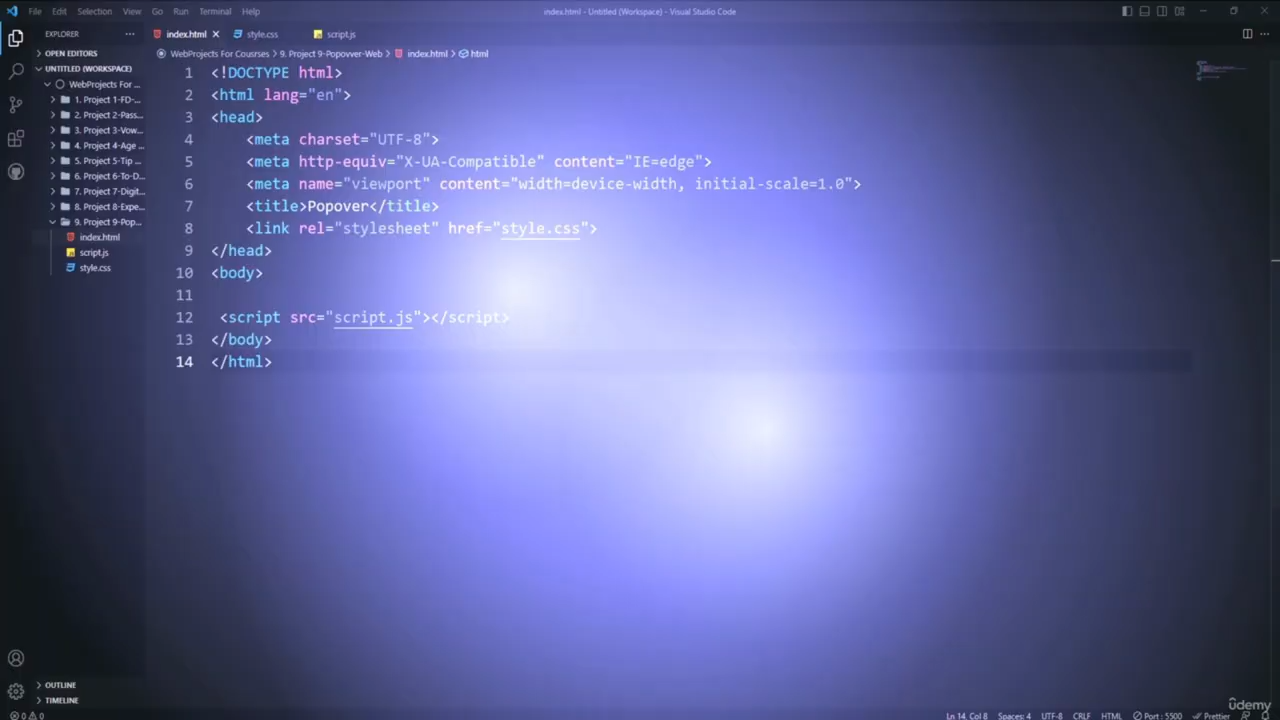 File Edit Selection View Go Run Terminal Help
index.html - Untitled (Workspace) - Visual Studio Code
EXPLORER
OPEN EDITORS
UNTITLED (WORKSPACE)
WebProjects For ...
1. Project 1-FD-...
2. Project 2-Pass...
3. Project 3-Vow...
4. Project 4-Age ...
5. Project 5-Tip ...
6. Project 6-To-D...
7. Project 7-Digit...
8. Project 8-Expe...
9. Project 9-Pop...
index.html
script.js
style.css
OUTLINE
TIMELINE
index.html style.css script.js
WebProjects For Coursres > 9. Project 9-Popovver-Web > index.html > html
1 <!DOCTYPE html>
2 <html lang="en">
3 <head>
4 <meta charset="UTF-8">
5 <meta http-equiv="X-UA-Compatible" content="IE=edge">
6 <meta name="viewport" content="width=device-width, initial-scale=1.0">
7 <title>Popover</title>
8 <link rel="stylesheet" href="style.css">
9 </head>
10 <body>
11
12 <script src="script.js"></script>
13 </body>
14 </html>
0 0
Ln 14, Col 8 Spaces: 4 UTF-8 CRLF HTML Port : 5500 Prettier
ûdemy